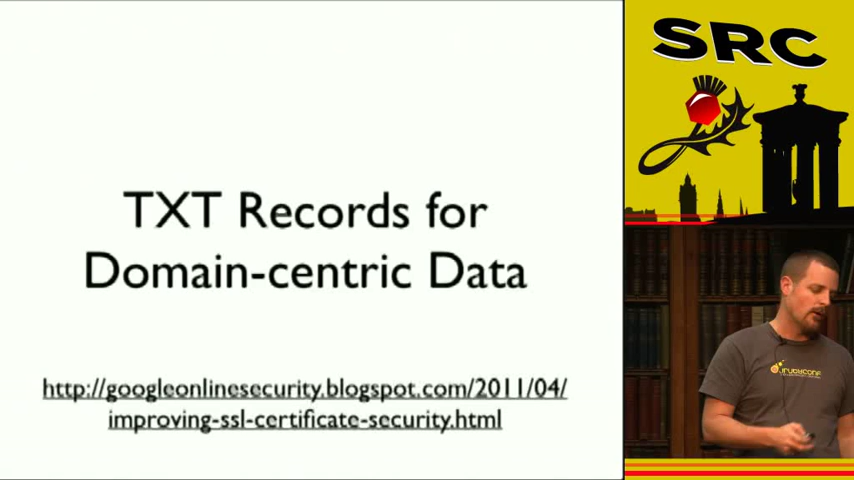 TXT Records for
Domain-centric Data
http://googleonlinesecurity.blogspot.com/2011/04/
improving-ssl-certificate-security.html
SRC